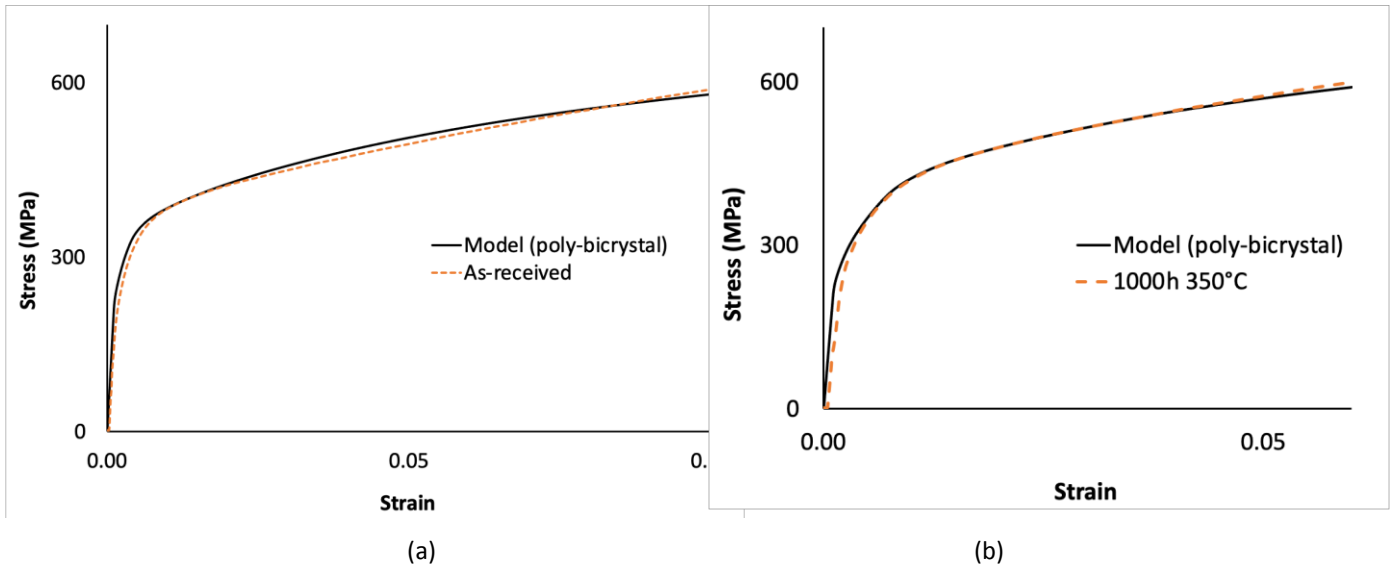 600
300
0
Stress (MPa)
Model (poly-bicrystal)
As-received
0.00
0.05
0.
Strain
(a)
600
300
0
Stress (MPa)
Model (poly-bicrystal)
1000h 350°C
0.00
0.05
Strain
(b)